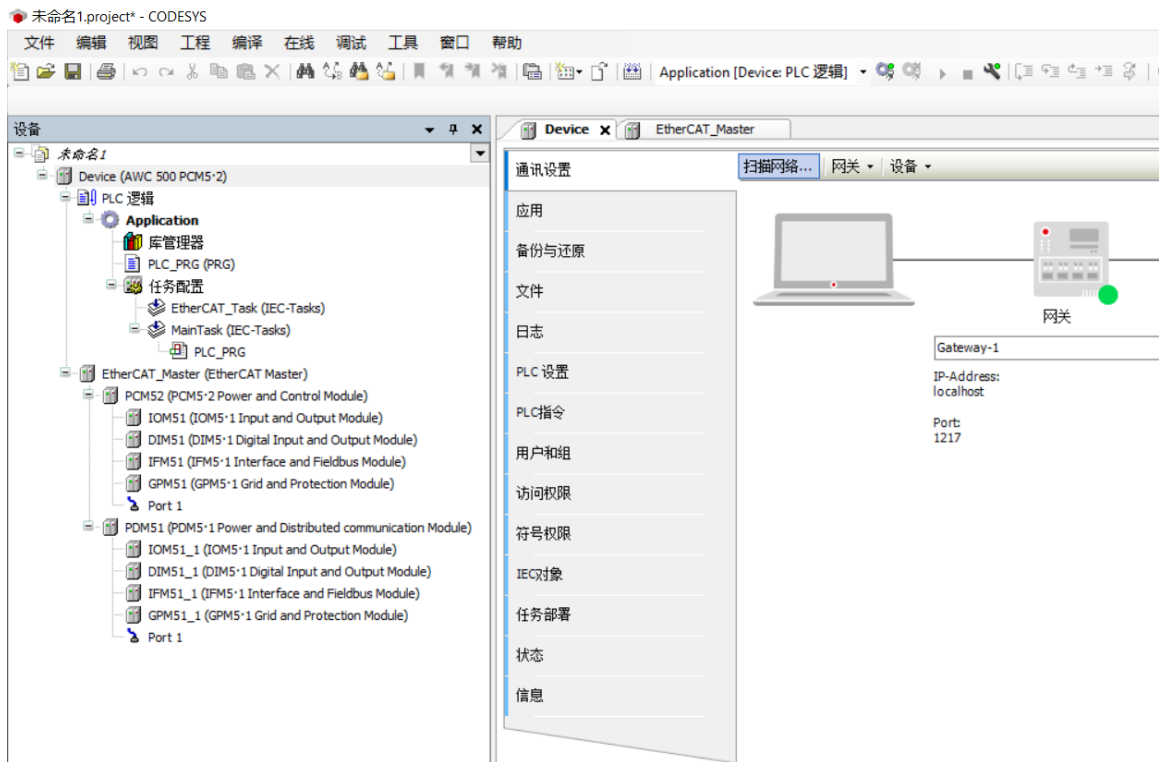 未命名1.project* - CODESYS
文件 编辑 视图 工程 编译 在线 调试 工具 窗口 帮助
Application [Device: PLC 逻辑]
设备
未命名1
Device (AWC 500 PCM5·2)
PLC 逻辑
Application
库管理器
PLC_PRG (PRG)
任务配置
EtherCAT_Task (IEC-Tasks)
MainTask (IEC-Tasks)
PLC_PRG
EtherCAT_Master (EtherCAT Master)
PCM52 (PCM5·2 Power and Control Module)
IOM51 (IOM5·1 Input and Output Module)
DIM51 (DIM5·1 Digital Input and Output Module)
IFM51 (IFM5·1 Interface and Fieldbus Module)
GPM51 (GPM5·1 Grid and Protection Module)
Port 1
PDM51 (PDM5·1 Power and Distributed communication Module)
IOM51_1 (IOM5·1 Input and Output Module)
DIM51_1 (DIM5·1 Digital Input and Output Module)
IFM51_1 (IFM5·1 Interface and Fieldbus Module)
GPM51_1 (GPM5·1 Grid and Protection Module)
Port 1
Device EtherCAT_Master
通讯设置
应用
备份与还原
文件
日志
PLC 设置
PLC指令
用户和组
访问权限
符号权限
IEC对象
任务部署
状态
信息
扫描网络... 网关 设备
网关
Gateway-1
IP-Address:
localhost
Port:
1217